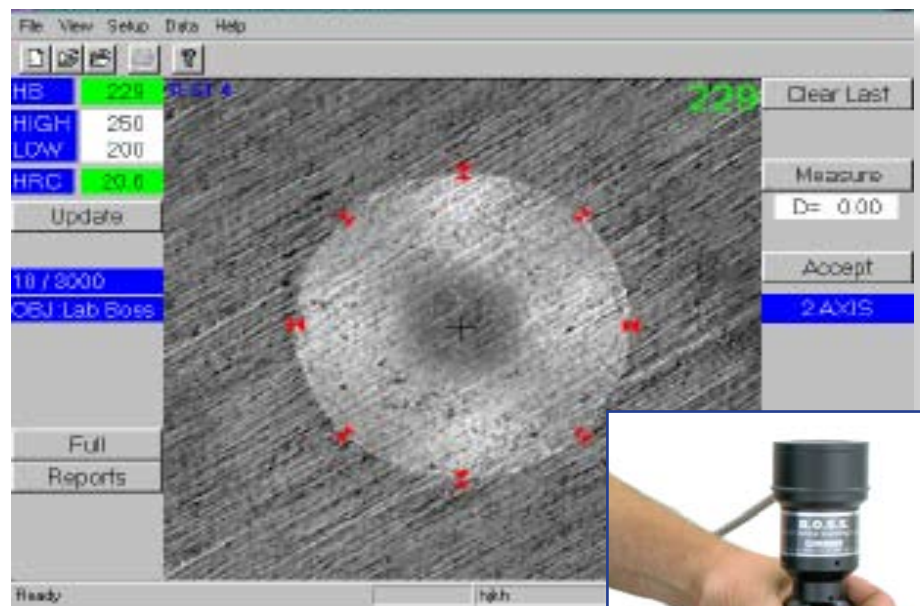 File View Setup Data Help
HB 229
HIGH 250
LOW 200
HRC 20.6
Update
10 / 3000
OBJ:Lab Boss
Full
Reports
TEST 4
229
Clear Last
Measure
D= 0.00
Accept
2 AXIS
B.O.S.S.
Ready
hjkh